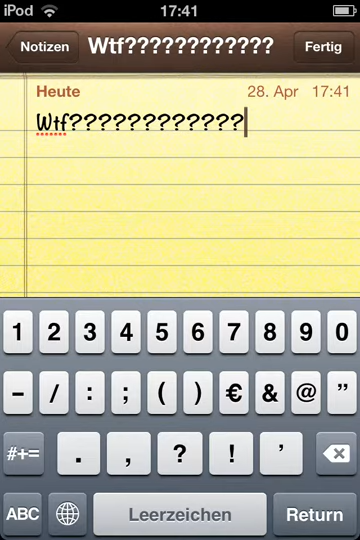 iPod 17:41
Notizen Wtf???????????? Fertig
Heute 28. Apr 17:41
Wtf????????????
1 2 3 4 5 6 7 8 9 0
- / : ; ( ) € & @ ”
#+= . , ? ! ’
ABC Leerzeichen Return